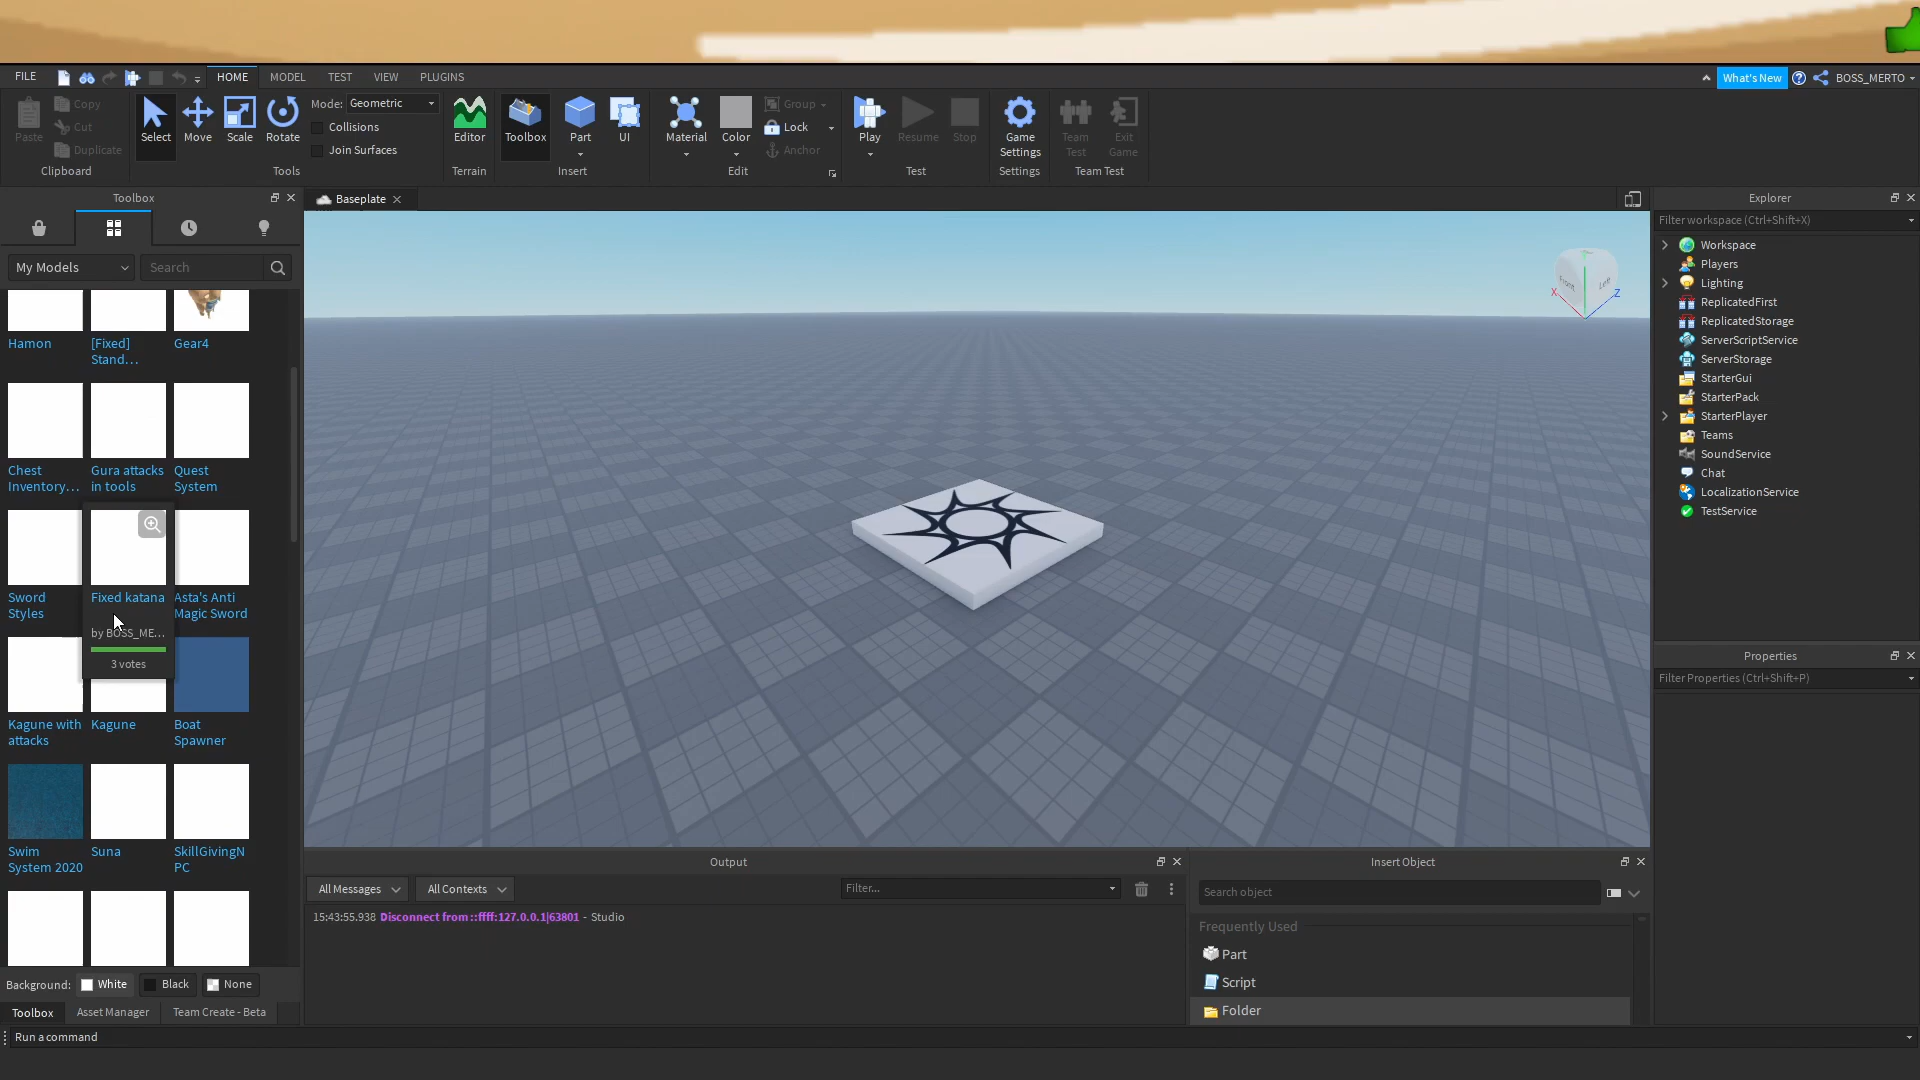 FILE
HOME
MODEL
TEST
VIEW
PLUGINS
What's New
BOSS_MERTO
Paste
Copy
Cut
Duplicate
Clipboard
Select
Move
Scale
Rotate
Mode: Geometric
Collisions
Join Surfaces
Tools
Editor
Terrain
Toolbox
Part
UI
Insert
Material
Color
Group
Lock
Anchor
Edit
Play
Resume
Stop
Test
Game
Settings
Settings
Team
Test
Exit
Game
Team Test
Toolbox
My Models
Search
Hamon
[Fixed]
Stand...
Gear4
Chest
Inventory...
Gura attacks
in tools
Quest
System
Sword
Styles
Fixed katana
by BOSS_ME...
3 votes
Asta's Anti
Magic Sword
Kagune with
attacks
Kagune
Boat
Spawner
Swim
System 2020
Suna
SkillGivingN
PC
Background:
White
Black
None
Toolbox
Asset Manager
Team Create - Beta
Run a command
Baseplate
Front
Left
X
Z
Output
All Messages
All Contexts
Filter...
15:43:55.938 Disconnect from ::ffff:127.0.0.1|63801 - Studio
Insert Object
Search object
Frequently Used
Part
Script
Folder
Explorer
Filter workspace (Ctrl+Shift+X)
Workspace
Players
Lighting
ReplicatedFirst
ReplicatedStorage
ServerScriptService
ServerStorage
StarterGui
StarterPack
StarterPlayer
Teams
SoundService
Chat
LocalizationService
TestService
Properties
Filter Properties (Ctrl+Shift+P)